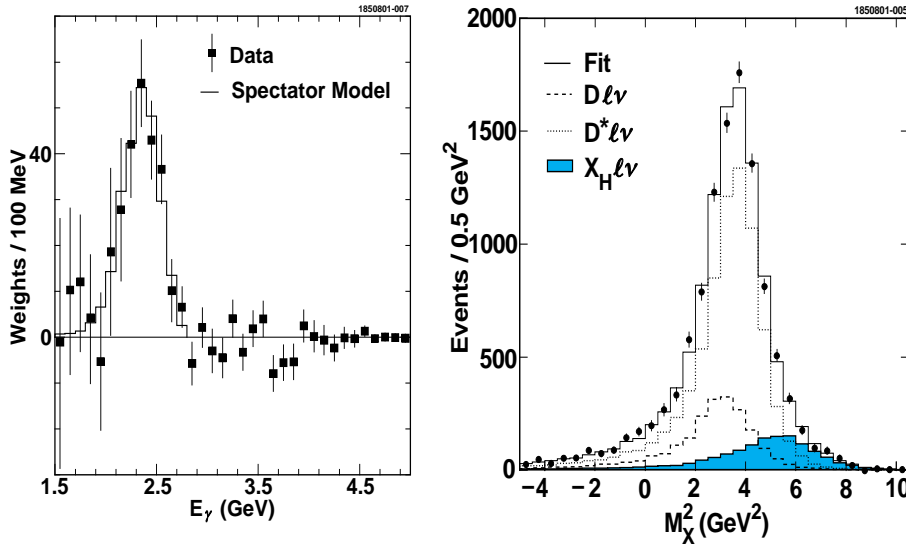 1850801-007
Data
Spectator Model
Weights / 100 MeV
40
0
1.5 2.5 3.5 4.5
Eγ (GeV)
1850801-005
2000
1500
1000
500
0
Fit
Dℓν
D*ℓν
X_Hℓν
Events / 0.5 GeV²
−4 −2 0 2 4 6 8 10
M_X² (GeV²)